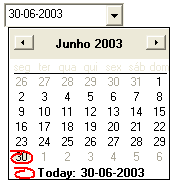 30-06-2003
Junho 2003
seg ter qua qui sex sáb dom
26 27 28 29 30 31 1
2 3 4 5 6 7 8
9 10 11 12 13 14 15
16 17 18 19 20 21 22
23 24 25 26 27 28 29
30 1 2 3 4 5 6
Today: 30-06-2003